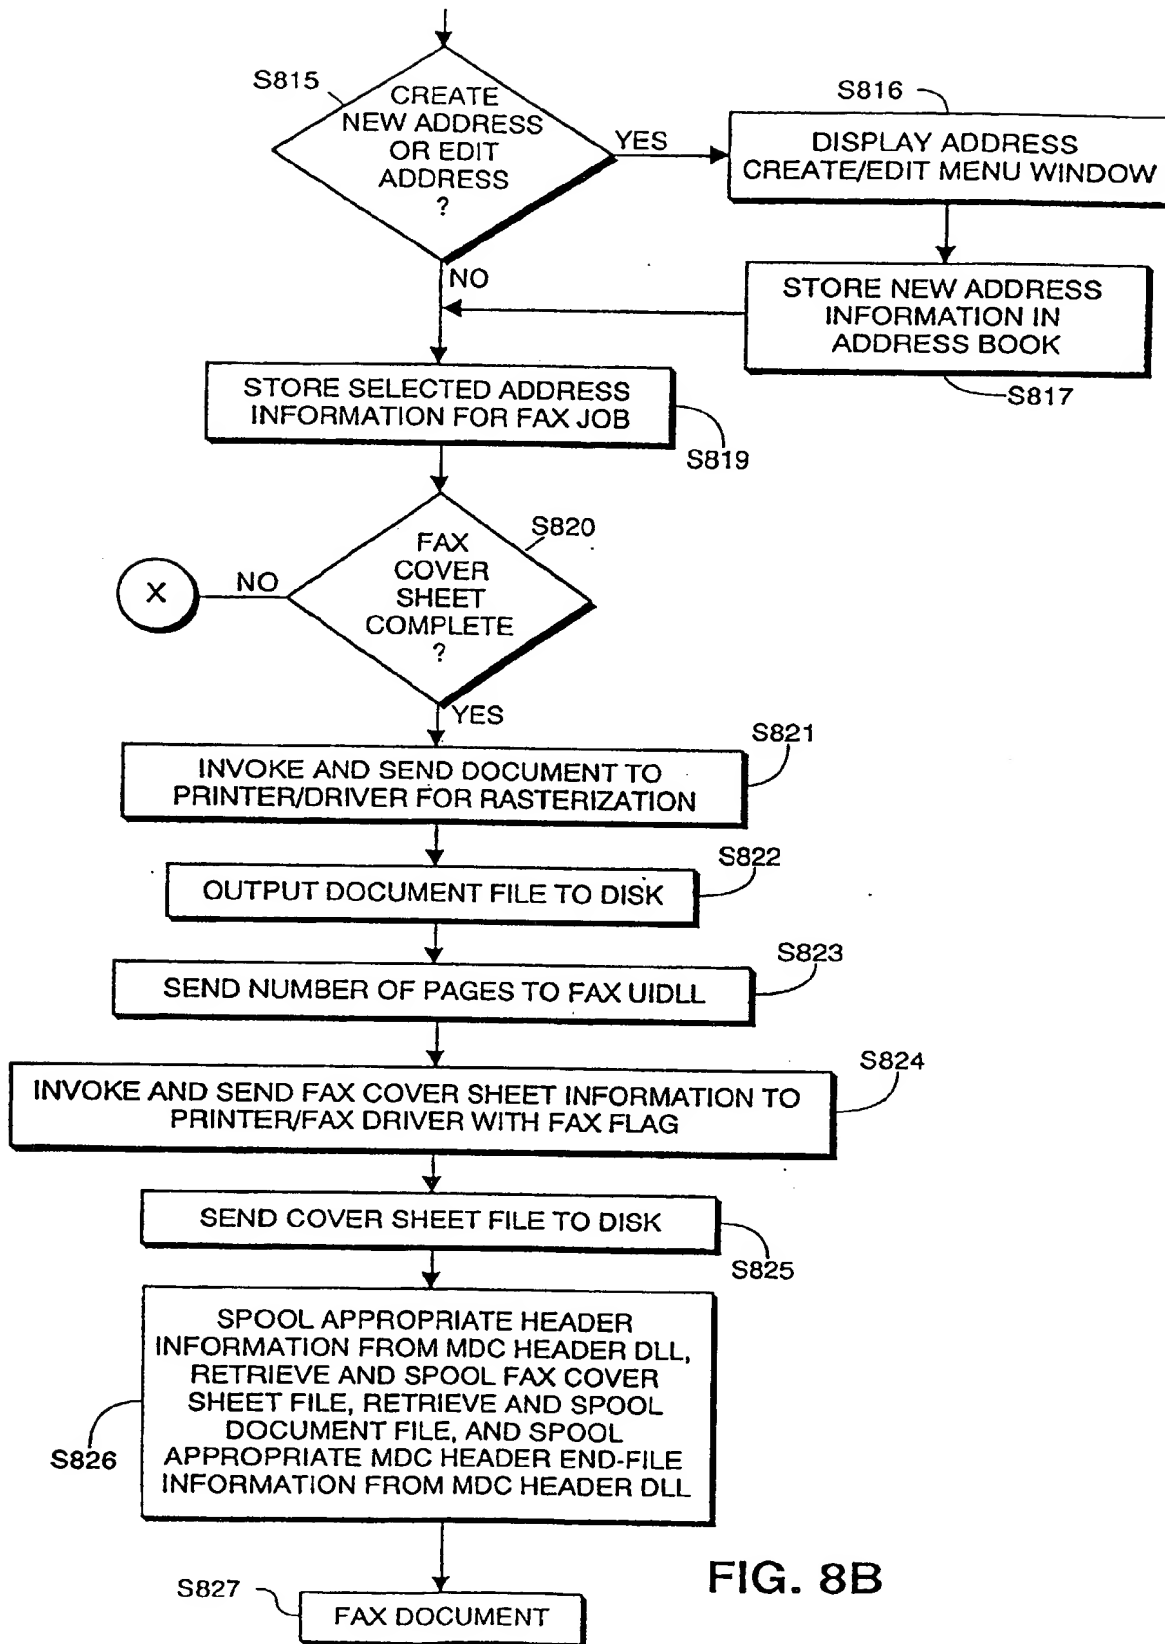 S815
CREATE
NEW ADDRESS
OR EDIT
ADDRESS
?
YES
S816
DISPLAY ADDRESS
CREATE/EDIT MENU WINDOW
NO
STORE NEW ADDRESS
INFORMATION IN
ADDRESS BOOK
S817
STORE SELECTED ADDRESS
INFORMATION FOR FAX JOB
S819
S820
FAX
COVER
SHEET
COMPLETE
?
NO
X
YES
S821
INVOKE AND SEND DOCUMENT TO
PRINTER/DRIVER FOR RASTERIZATION
S822
OUTPUT DOCUMENT FILE TO DISK
S823
SEND NUMBER OF PAGES TO FAX UIDLL
S824
INVOKE AND SEND FAX COVER SHEET INFORMATION TO
PRINTER/FAX DRIVER WITH FAX FLAG
SEND COVER SHEET FILE TO DISK
S825
SPOOL APPROPRIATE HEADER
INFORMATION FROM MDC HEADER DLL,
RETRIEVE AND SPOOL FAX COVER
SHEET FILE, RETRIEVE AND SPOOL
DOCUMENT FILE, AND SPOOL
APPROPRIATE MDC HEADER END-FILE
INFORMATION FROM MDC HEADER DLL
S826
S827
FAX DOCUMENT
FIG. 8B